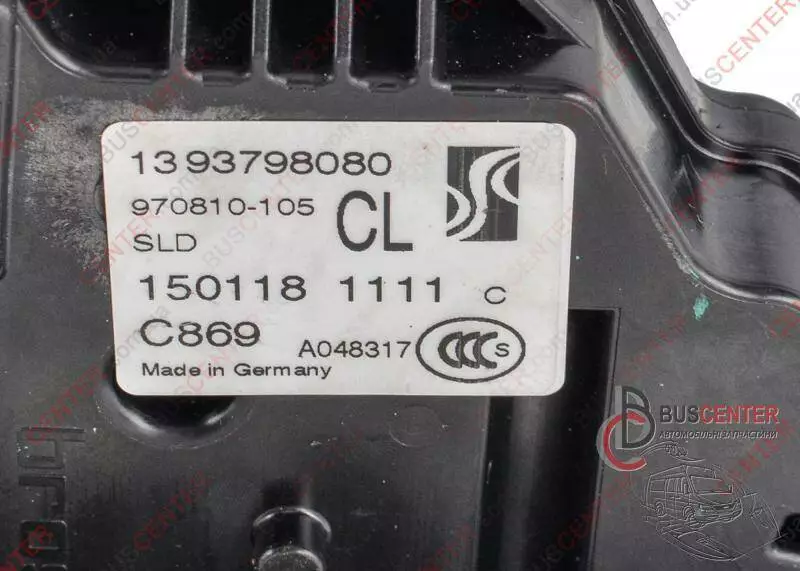 1393798080
970810-105
CL
SLD
150118 1111 C
C869
A048317
CCC S
Made in Germany
BUSCENTER
АВТОМОБІЛЬНІ ЗАПЧАСТИНИ